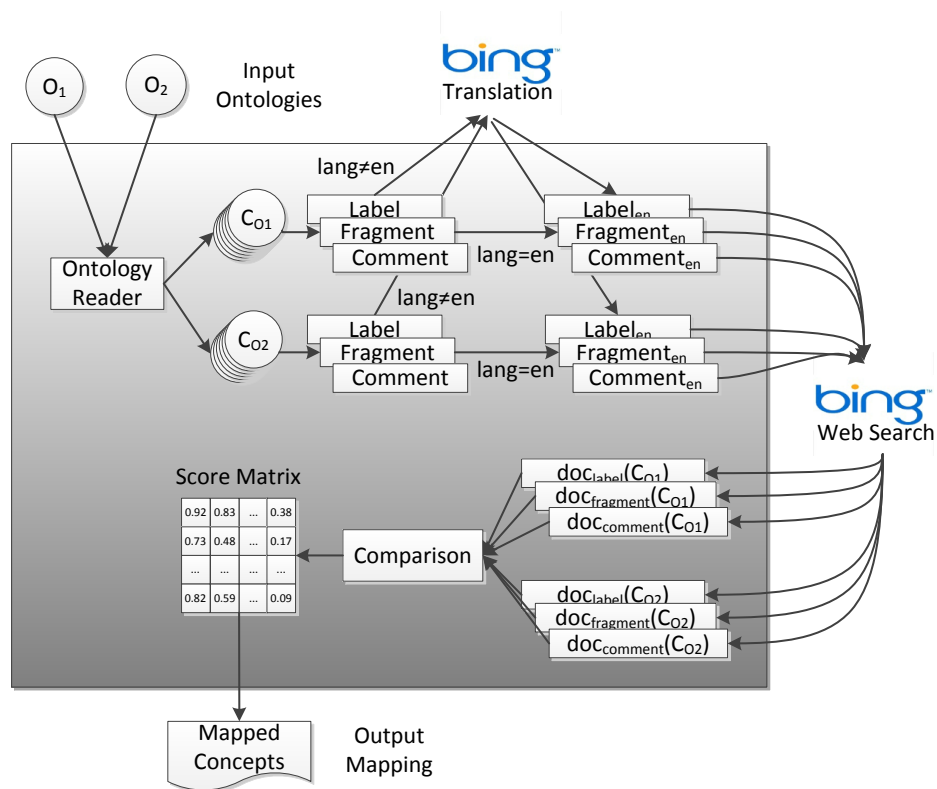 O1
O2
Input
Ontologies
bing™
Translation
lang≠en
CO1
Label
Fragment
Comment
lang=en
Labelen
Fragmenten
Commenten
Ontology
Reader
lang≠en
CO2
Label
Fragment
Comment
lang=en
Labelen
Fragmenten
Commenten
bing™
Web Search
doclabel(CO1)
docfragment(CO1)
doccomment(CO1)
doclabel(CO2)
docfragment(CO2)
doccomment(CO2)
Comparison
Score Matrix
0.92 0.83 ... 0.38
0.73 0.48 ... 0.17
... ... ... ...
0.82 0.59 ... 0.09
Mapped
Concepts
Output
Mapping